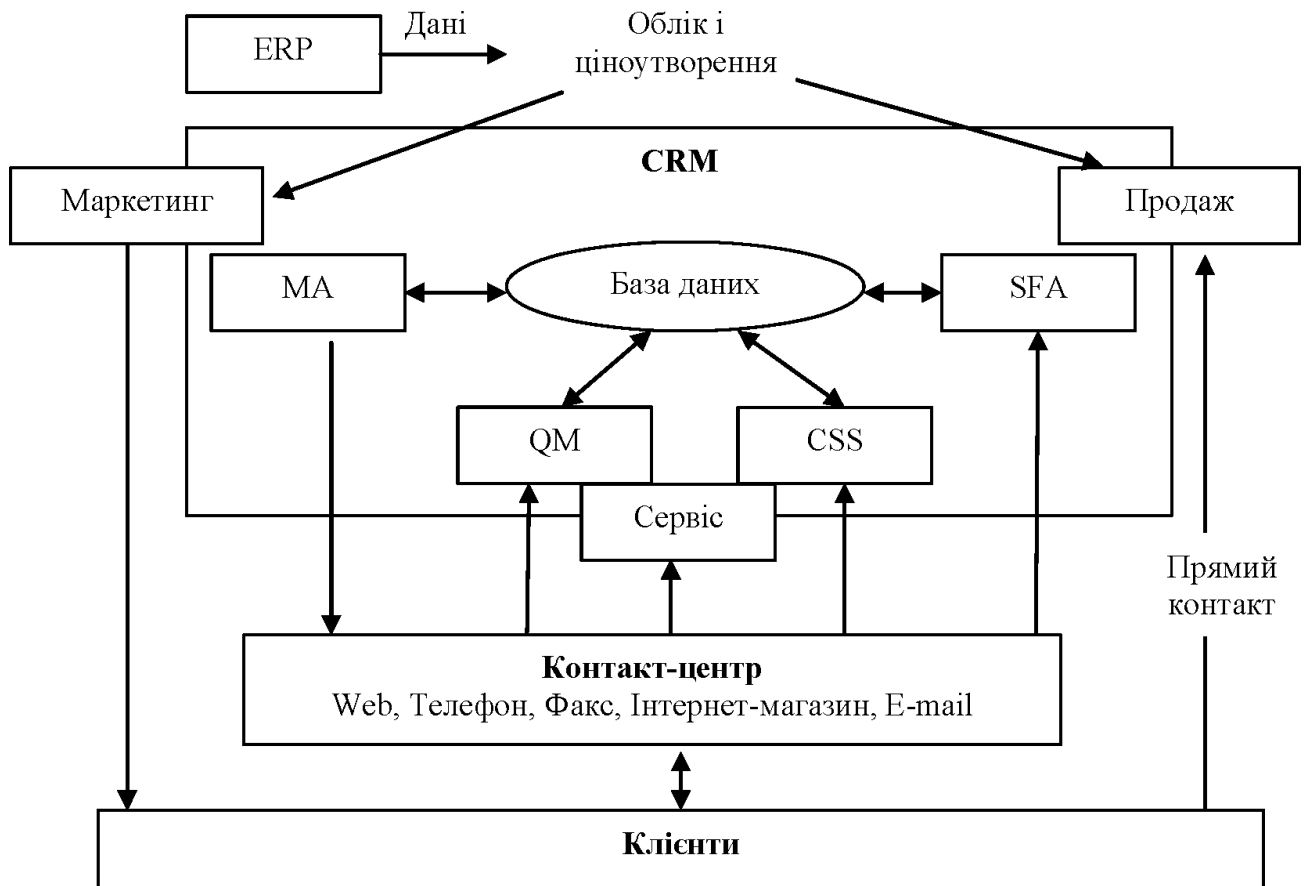 ERP
Дані
Облік і
ціноутворення
CRM
Маркетинг
Продаж
MA
База даних
SFA
QM
CSS
Сервіс
Прямий
контакт
Контакт-центр
Web, Телефон, Факс, Інтернет-магазин, E-mail
Клієнти